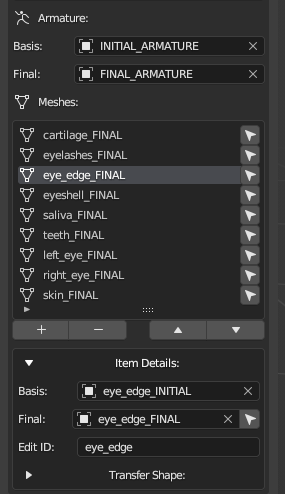 Armature:
Basis: INITIAL_ARMATURE
Final: FINAL_ARMATURE
Meshes:
cartilage_FINAL
eyelashes_FINAL
eye_edge_FINAL
eyeshell_FINAL
saliva_FINAL
teeth_FINAL
left_eye_FINAL
right_eye_FINAL
skin_FINAL
Item Details:
Basis: eye_edge_INITIAL
Final: eye_edge_FINAL
Edit ID: eye_edge
Transfer Shape: